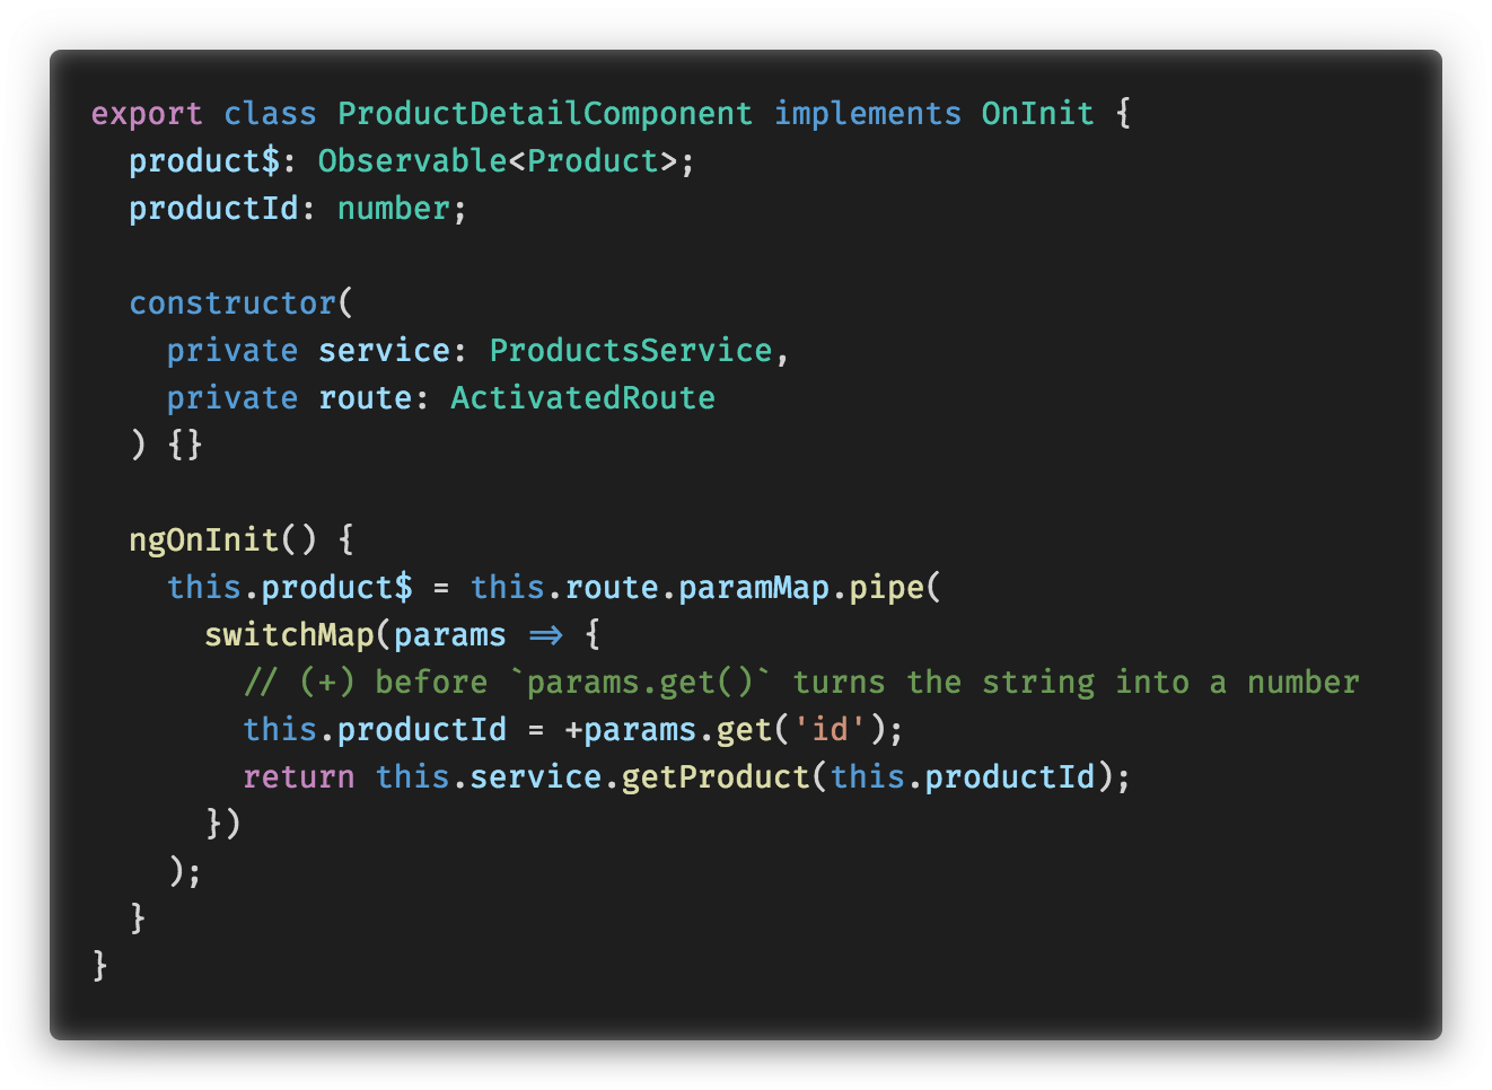 export class ProductDetailComponent implements OnInit {
  product$: Observable<Product>;
  productId: number;

  constructor(
    private service: ProductsService,
    private route: ActivatedRoute
  ) {}

  ngOnInit() {
    this.product$ = this.route.paramMap.pipe(
      switchMap(params => {
        // (+) before `params.get()` turns the string into a number
        this.productId = +params.get('id');
        return this.service.getProduct(this.productId);
      })
    );
  }
}